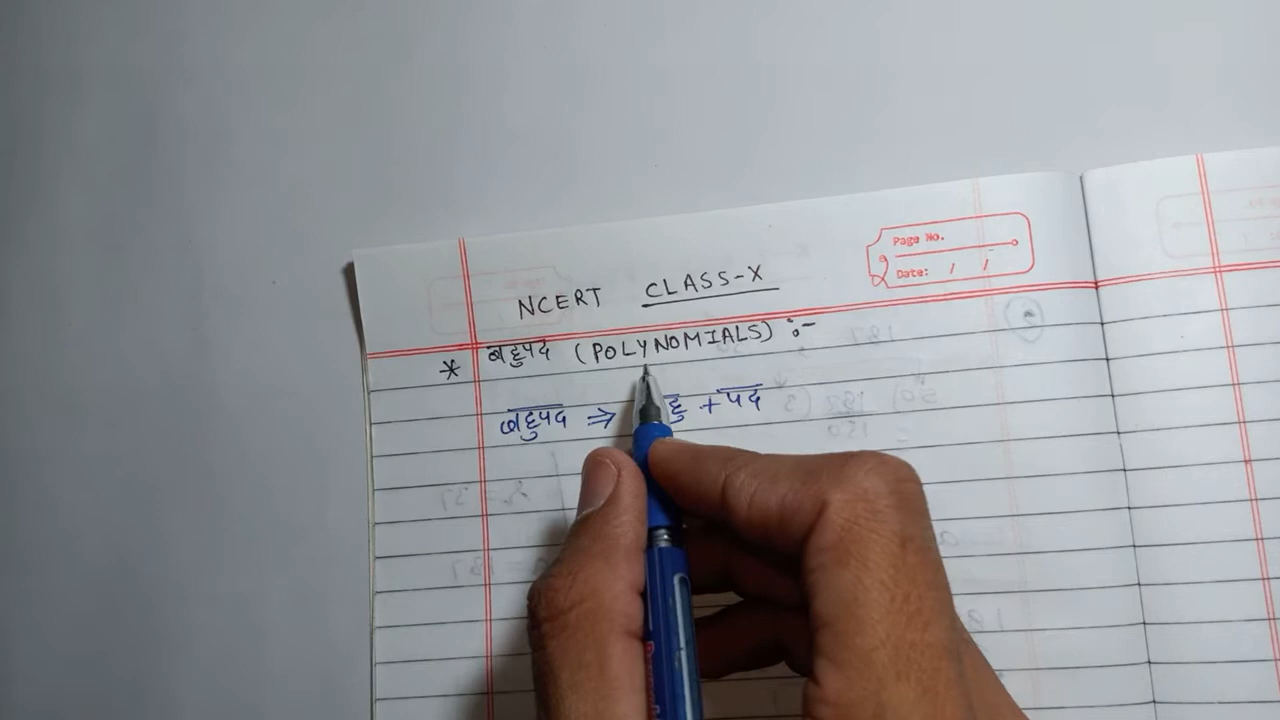 Page No.
Date: / /
NCERT CLASS-X
* बहुपद (POLYNOMIALS) :-
बहुपद ⇒ हु + पद